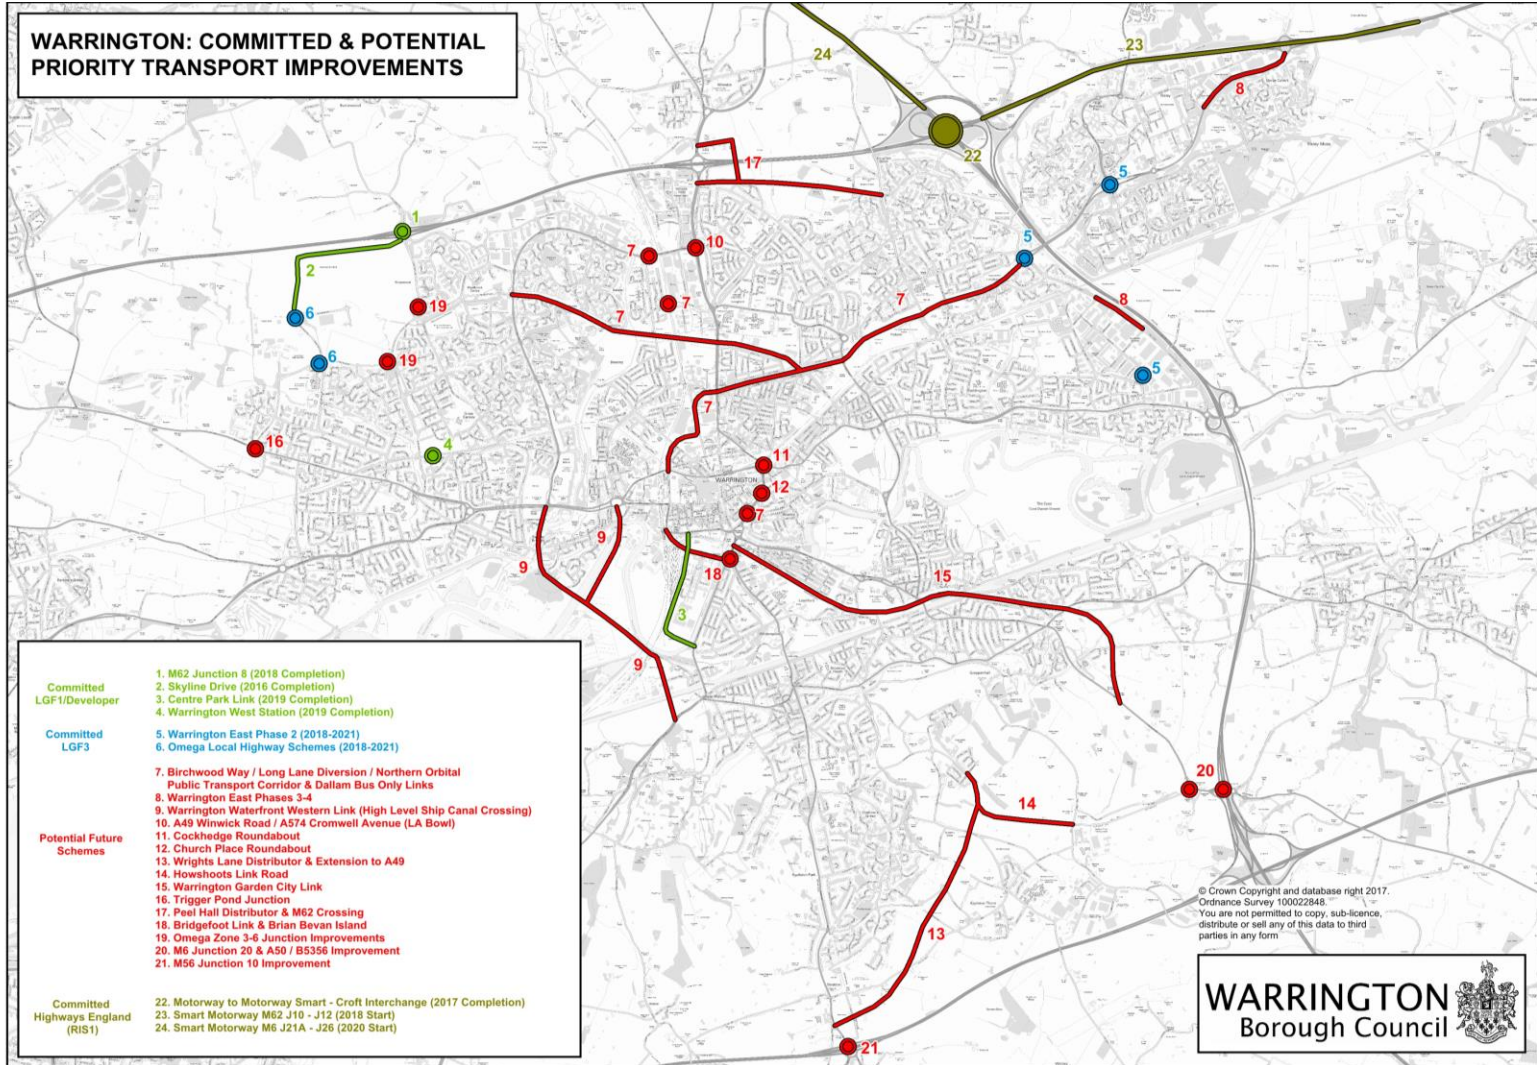 WARRINGTON: COMMITTED & POTENTIAL
PRIORITY TRANSPORT IMPROVEMENTS
24
23
8
22
17
5
1
7
10
5
2
6
19
7
7
7
8
6
19
5
7
16
4
11
WARRINGTON
12
7
9
9
18
15
3
9
20
14
13
21
Committed
LGF1/Developer
1. M62 Junction 8 (2018 Completion)
2. Skyline Drive (2016 Completion)
3. Centre Park Link (2019 Completion)
4. Warrington West Station (2019 Completion)
Committed
LGF3
5. Warrington East Phase 2 (2018-2021)
6. Omega Local Highway Schemes (2018-2021)
Potential Future
Schemes
7. Birchwood Way / Long Lane Diversion / Northern Orbital
Public Transport Corridor & Dallam Bus Only Links
8. Warrington East Phases 3-4
9. Warrington Waterfront Western Link (High Level Ship Canal Crossing)
10. A49 Winwick Road / A574 Cromwell Avenue (LA Bowl)
11. Cockhedge Roundabout
12. Church Place Roundabout
13. Wrights Lane Distributor & Extension to A49
14. Howshoots Link Road
15. Warrington Garden City Link
16. Trigger Pond Junction
17. Peel Hall Distributor & M62 Crossing
18. Bridgefoot Link & Brian Bevan Island
19. Omega Zone 3-6 Junction Improvements
20. M6 Junction 20 & A50 / B5356 Improvement
21. M56 Junction 10 Improvement
Committed
Highways England
(RIS1)
22. Motorway to Motorway Smart - Croft Interchange (2017 Completion)
23. Smart Motorway M62 J10 - J12 (2018 Start)
24. Smart Motorway M6 J21A - J26 (2020 Start)
© Crown Copyright and database right 2017.
Ordnance Survey 100022848.
You are not permitted to copy, sub-licence,
distribute or sell any of this data to third
parties in any form
WARRINGTON
Borough Council